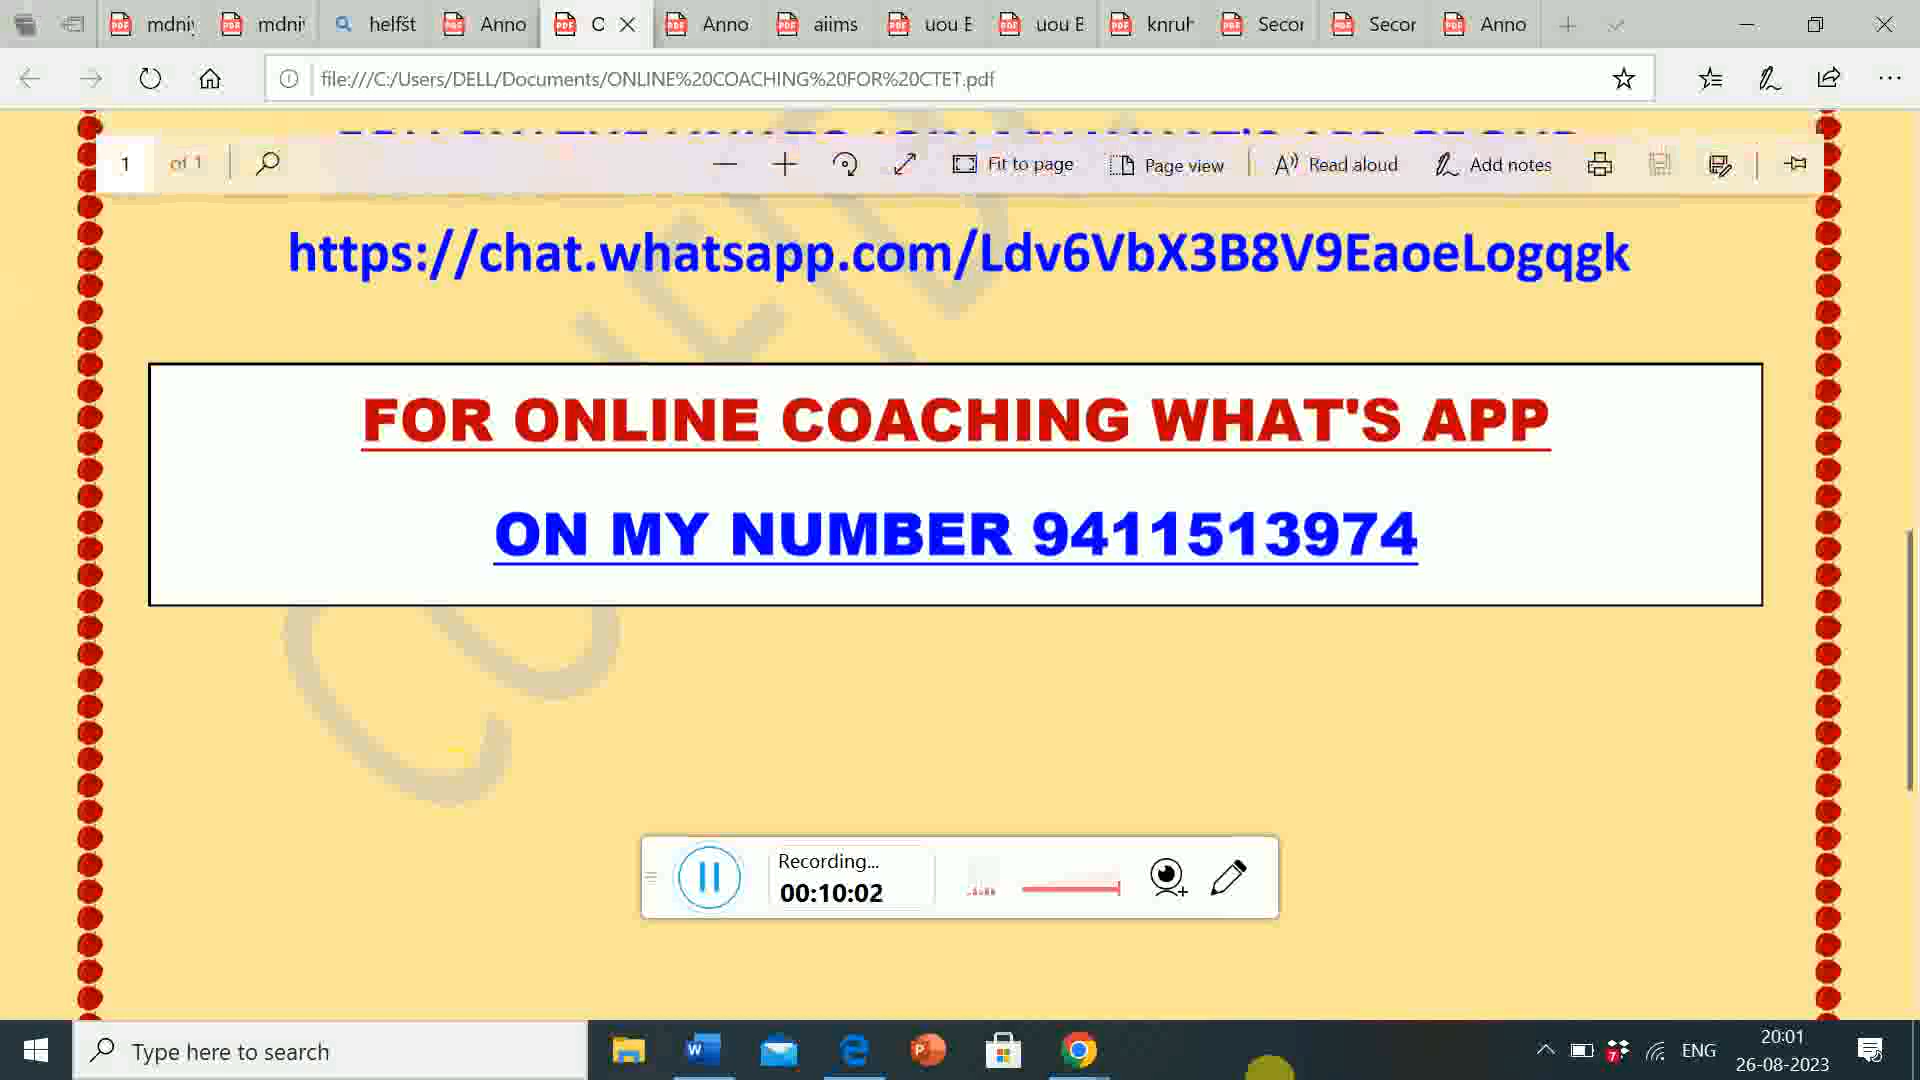 mdniy
mdni
helfst
Anno
C
Anno
aiims
uou E
uou E
knruh
Secor
Secor
Anno
file:///C:/Users/DELL/Documents/ONLINE%20COACHING%20FOR%20CTET.pdf
1 of 1
Fit to page
Page view
Read aloud
Add notes
https://chat.whatsapp.com/Ldv6VbX3B8V9EaoeLogqgk
FOR ONLINE COACHING WHAT'S APP
ON MY NUMBER 9411513974
Recording...
00:10:02
Type here to search
7
ENG
20:01
26-08-2023